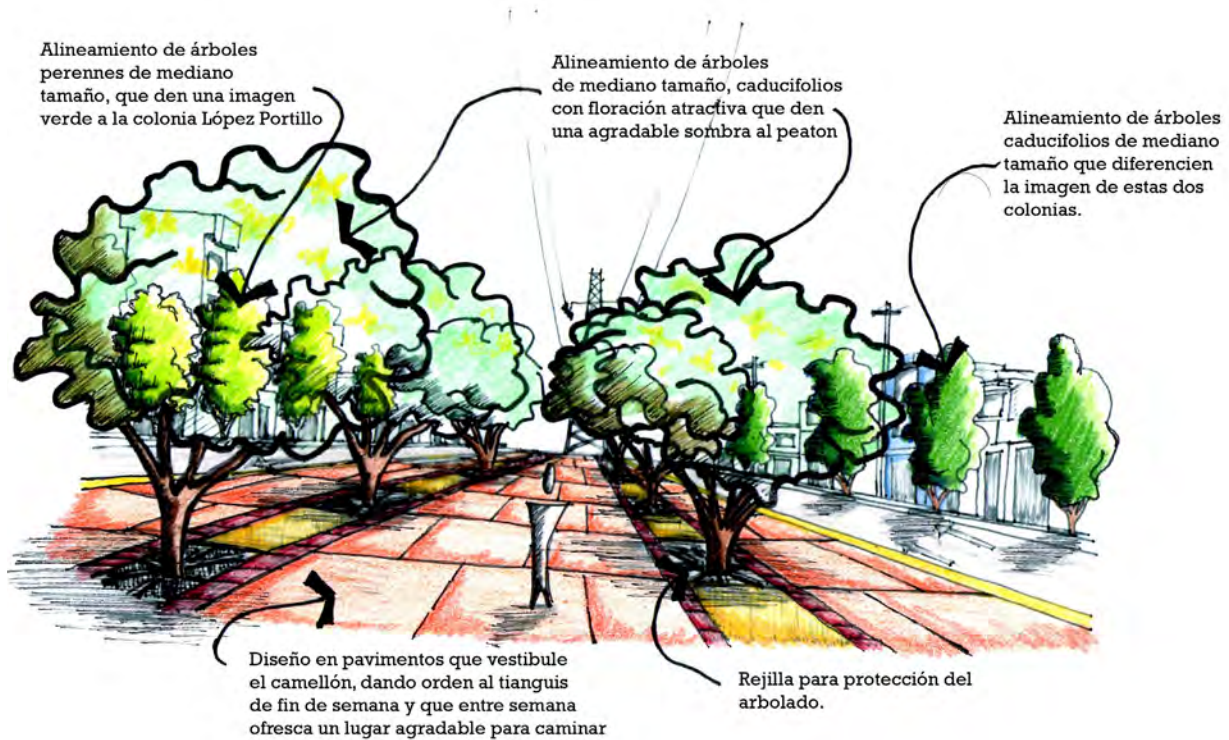 Alineamiento de árboles
perennes de mediano
tamaño, que den una imagen
verde a la colonia López Portillo
Alineamiento de árboles
de mediano tamaño, caducifolios
con floración atractiva que den
una agradable sombra al peaton
Alineamiento de árboles
caducifolios de mediano
tamaño que diferencien
la imagen de estas dos
colonias.
Diseño en pavimentos que vestibule
el camellón, dando orden al tianguis
de fin de semana y que entre semana
ofresca un lugar agradable para caminar
Rejilla para protección del
arbolado.